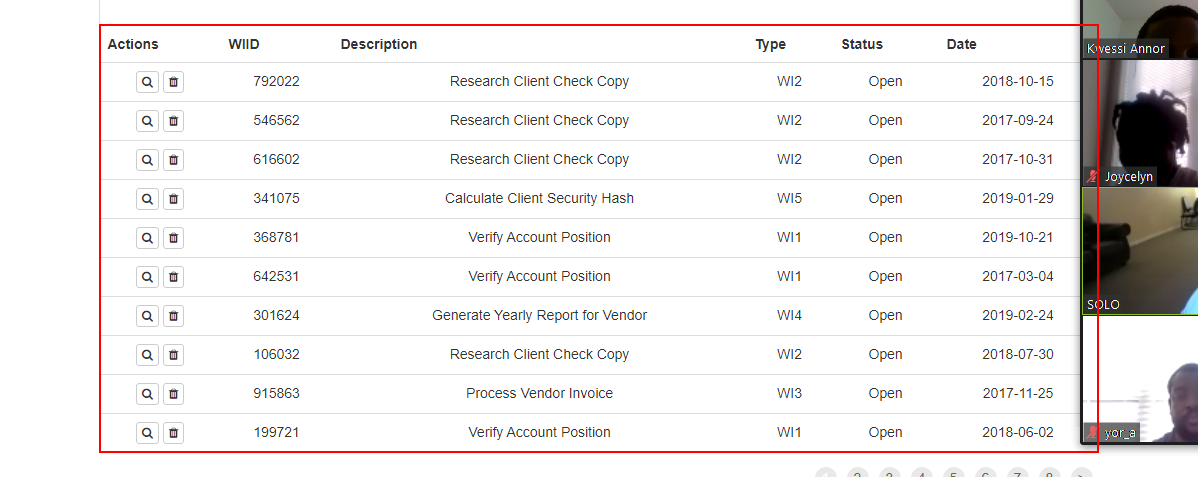 Actions WIID Description Type Status Date
792022 Research Client Check Copy WI2 Open 2018-10-15
546562 Research Client Check Copy WI2 Open 2017-09-24
616602 Research Client Check Copy WI2 Open 2017-10-31
341075 Calculate Client Security Hash WI5 Open 2019-01-29
368781 Verify Account Position WI1 Open 2019-10-21
642531 Verify Account Position WI1 Open 2017-03-04
301624 Generate Yearly Report for Vendor WI4 Open 2019-02-24
106032 Research Client Check Copy WI2 Open 2018-07-30
915863 Process Vendor Invoice WI3 Open 2017-11-25
199721 Verify Account Position WI1 Open 2018-06-02
1 2 3 4 5 6 7 8 >
Kwessi Annor
Joycelyn
SOLO
yor_a